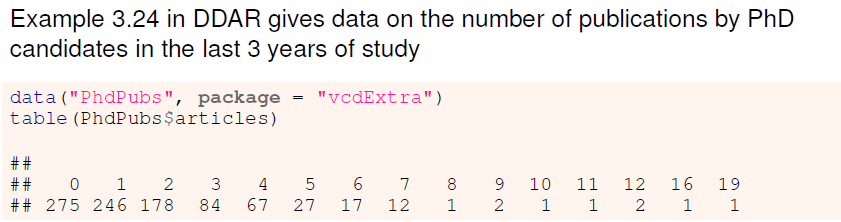 Example 3.24 in DDAR gives data on the number of publications by PhD
candidates in the last 3 years of study
data("PhdPubs", package = "vcdExtra")
table(PhdPubs$articles)
##
##   0   1   2   3   4   5   6   7   8   9  10  11  12  16  19
## 275 246 178  84  67  27  17  12   1   2   1   1   2   1   1